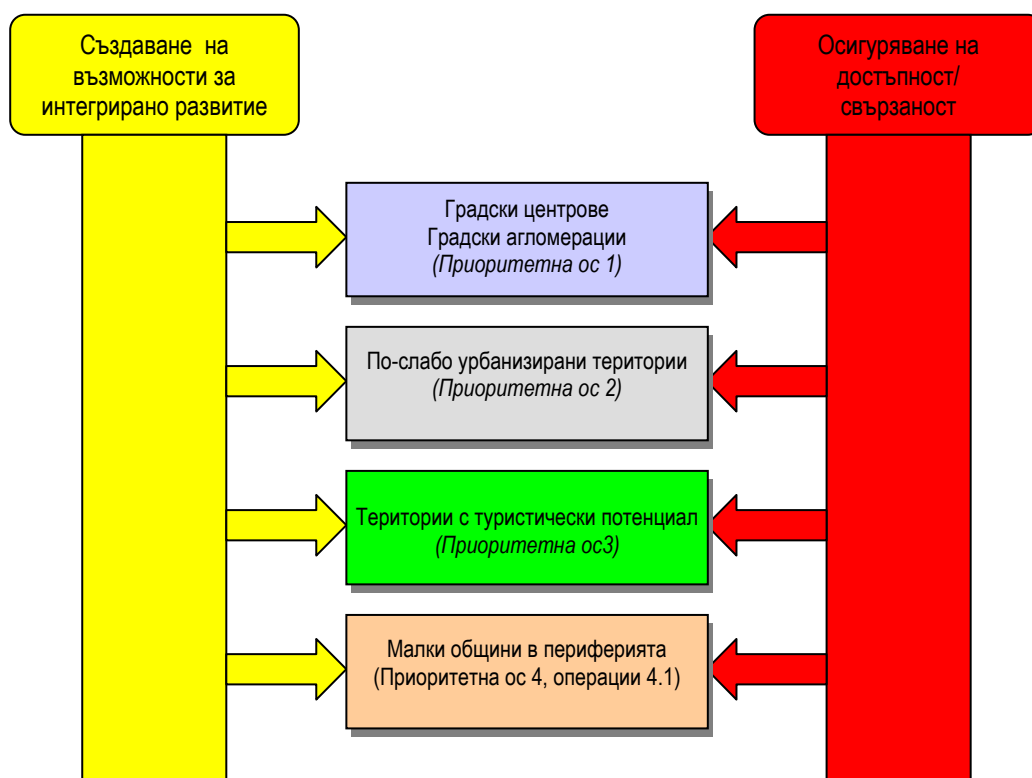 Създаване на
възможности за
интегрирано развитие
Осигуряване на
достъпност/
свързаност
Градски центрове
Градски агломерации
(Приоритетна ос 1)
По-слабо урбанизирани територии
(Приоритетна ос 2)
Територии с туристически потенциал
(Приоритетна ос3)
Малки общини в периферията
(Приоритетна ос 4, операции 4.1)